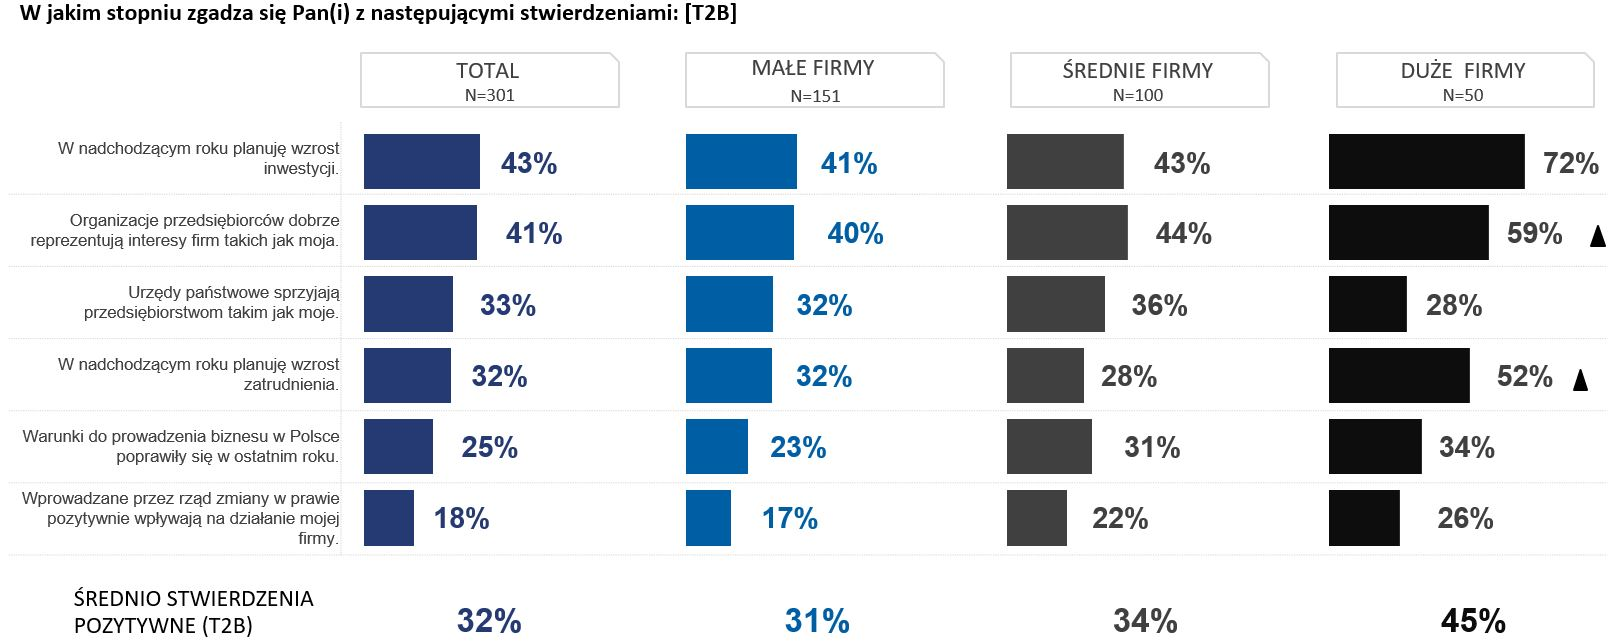 W jakim stopniu zgadza się Pan(i) z następującymi stwierdzeniami: [T2B]
TOTAL
N=301
MAŁE FIRMY
N=151
ŚREDNIE FIRMY
N=100
DUŻE  FIRMY
N=50
W nadchodzącym roku planuję wzrost
inwestycji.
43%
41%
43%
72%
Organizacje przedsiębiorców dobrze
reprezentują interesy firm takich jak moja.
41%
40%
44%
59%
Urzędy państwowe sprzyjają
przedsiębiorstwom takim jak moje.
33%
32%
36%
28%
W nadchodzącym roku planuję wzrost
zatrudnienia.
32%
32%
28%
52%
Warunki do prowadzenia biznesu w Polsce
poprawiły się w ostatnim roku.
25%
23%
31%
34%
Wprowadzane przez rząd zmiany w prawie
pozytywnie wpływają na działanie mojej
firmy.
18%
17%
22%
26%
ŚREDNIO STWIERDZENIA
POZYTYWNE (T2B)
32%
31%
34%
45%